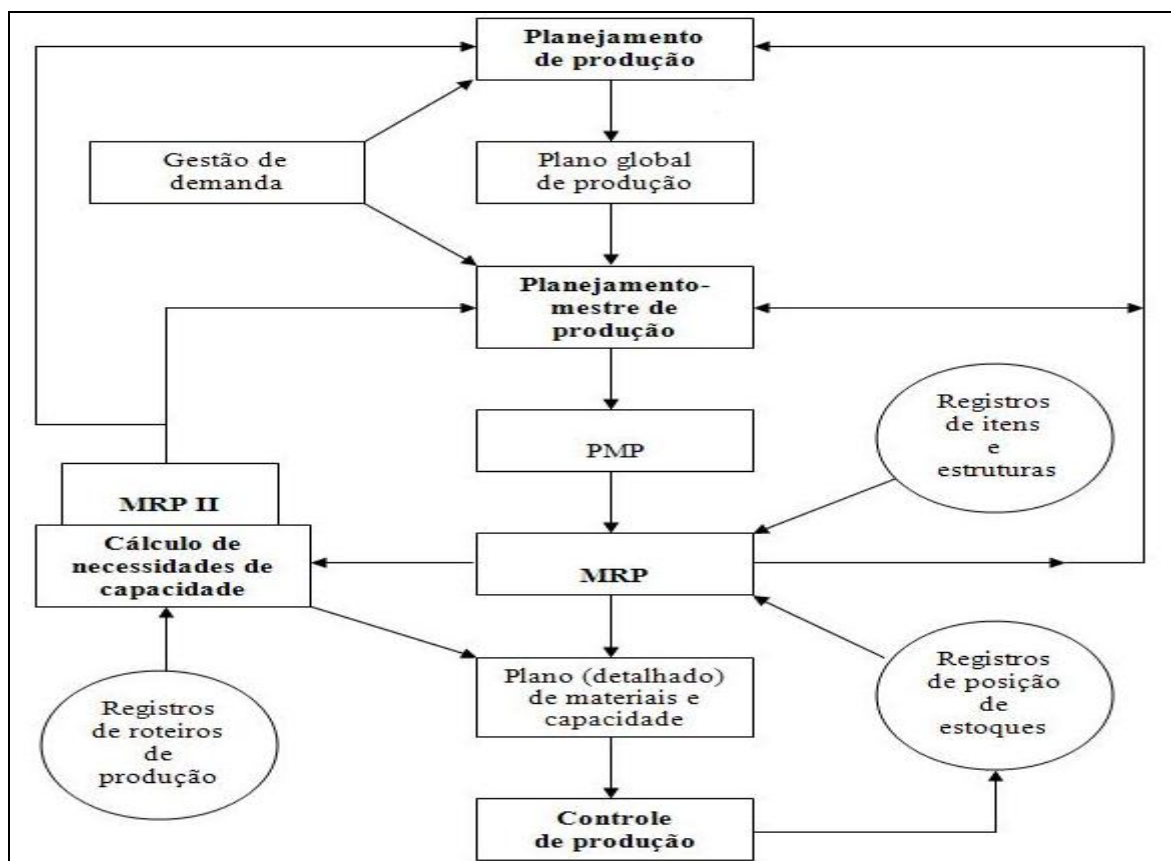 Planejamento
de produção
Gestão de
demanda
Plano global
de produção
Planejamento-
mestre de
produção
Registros
de itens
e
estruturas
PMP
MRP II
Cálculo de
necessidades de
capacidade
MRP
Registros
de roteiros
de
produção
Plano (detalhado)
de materiais e
capacidade
Registros
de posição
de
estoques
Controle
de produção